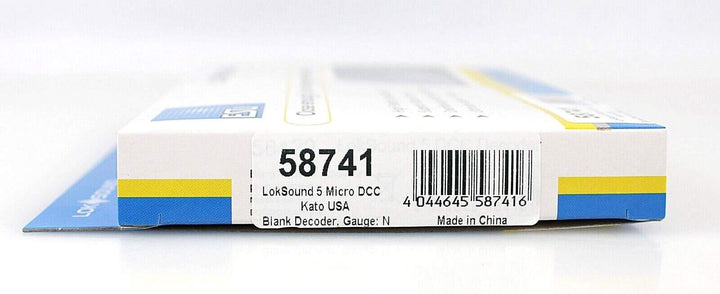 58741
LokSound 5 Micro DCC
Kato USA
Blank Decoder, Gauge: N
4 044645 587416
Made in China